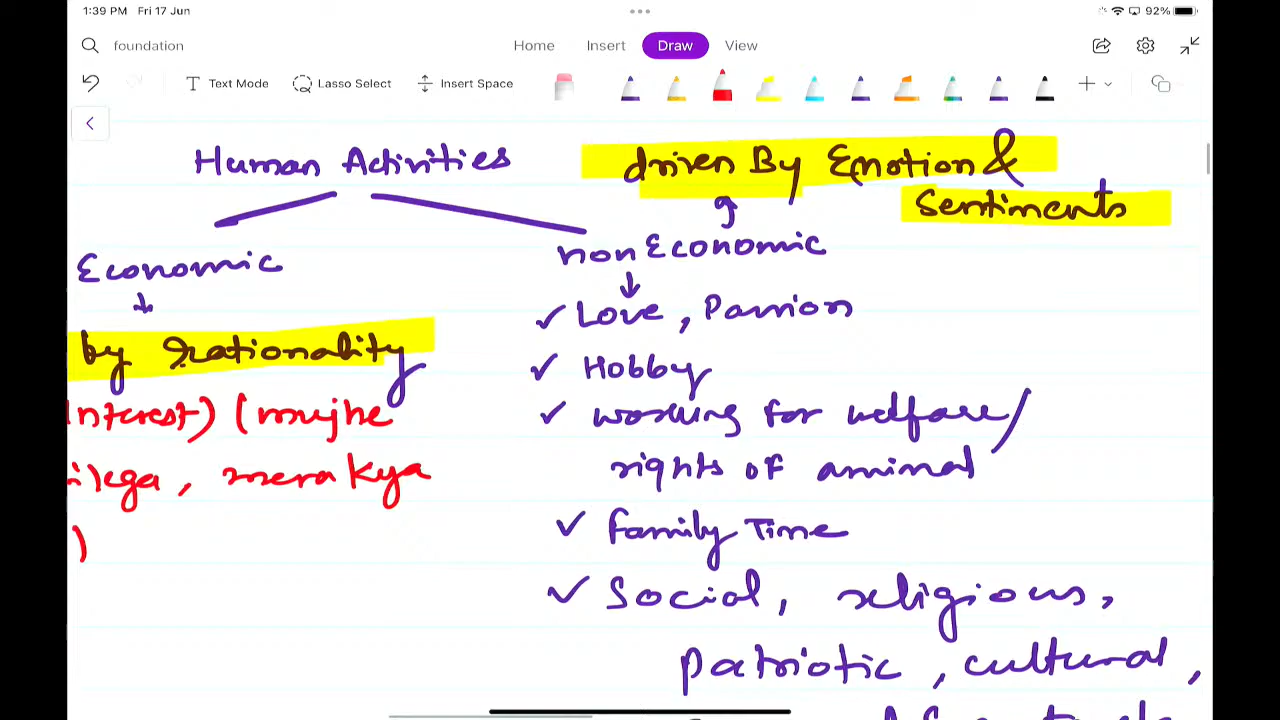 1:39 PM Fri 17 Jun
92%
foundation
Home Insert Draw View
Text Mode Lasso Select Insert Space
Human Activities
driven By Emotion &
Sentiments
Economic
non Economic
by rationality
Love, Passion
Hobby
interest) (mujhe
working for welfare/
rights of animal
, mera kya
)
family Time
Social, religious,
patriotic, cultural,